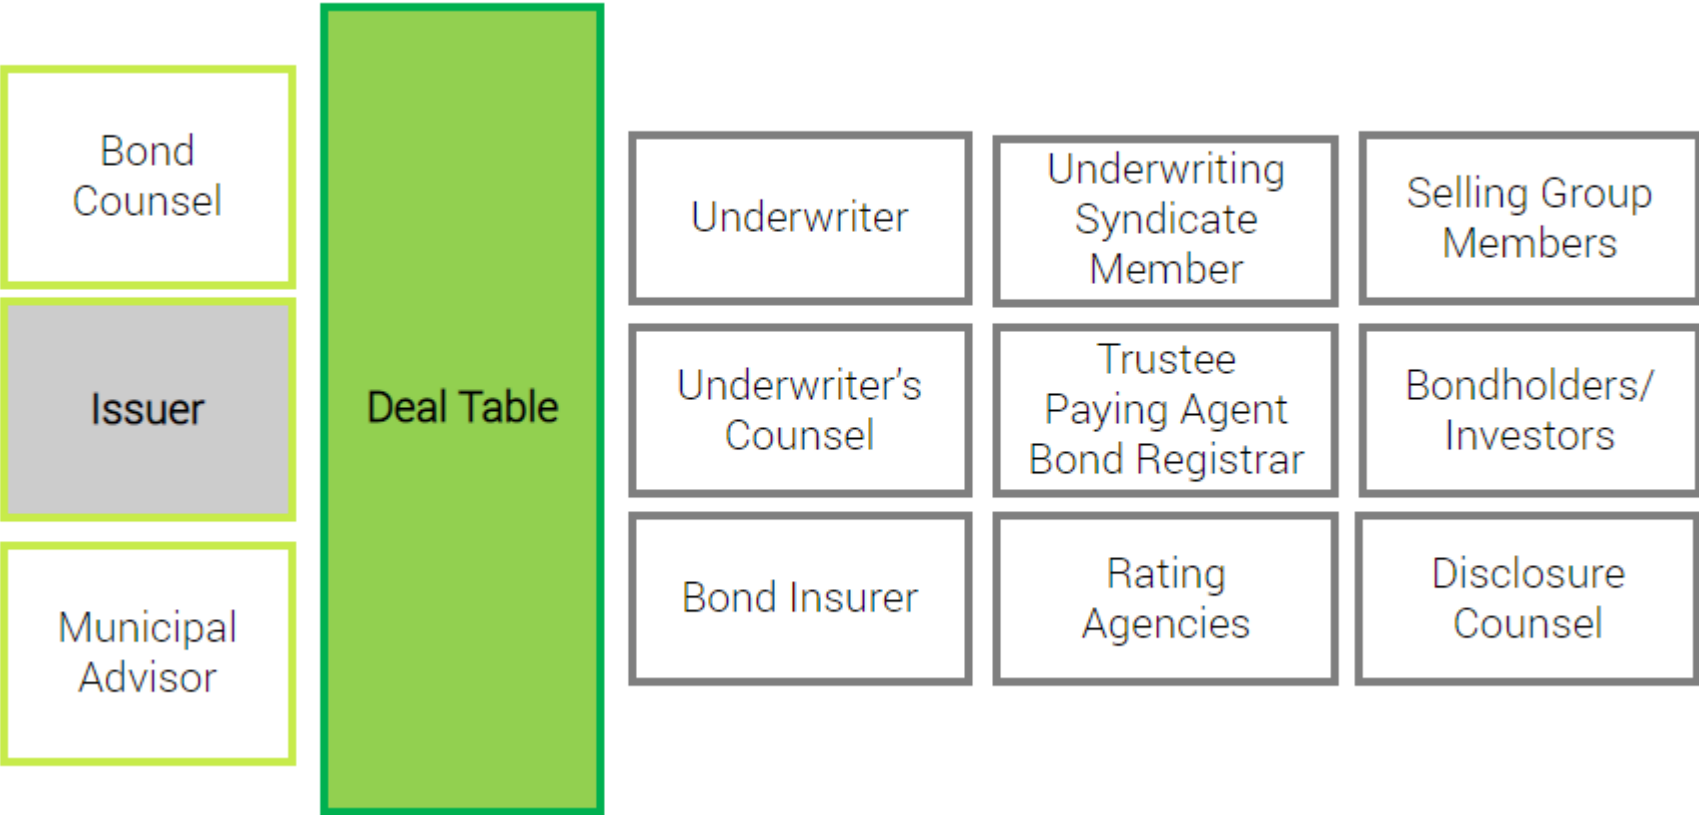 Bond
Counsel
Issuer
Municipal
Advisor
Deal Table
Underwriter
Underwriting
Syndicate
Member
Selling Group
Members
Underwriter's
Counsel
Trustee
Paying Agent
Bond Registrar
Bondholders/
Investors
Bond Insurer
Rating
Agencies
Disclosure
Counsel